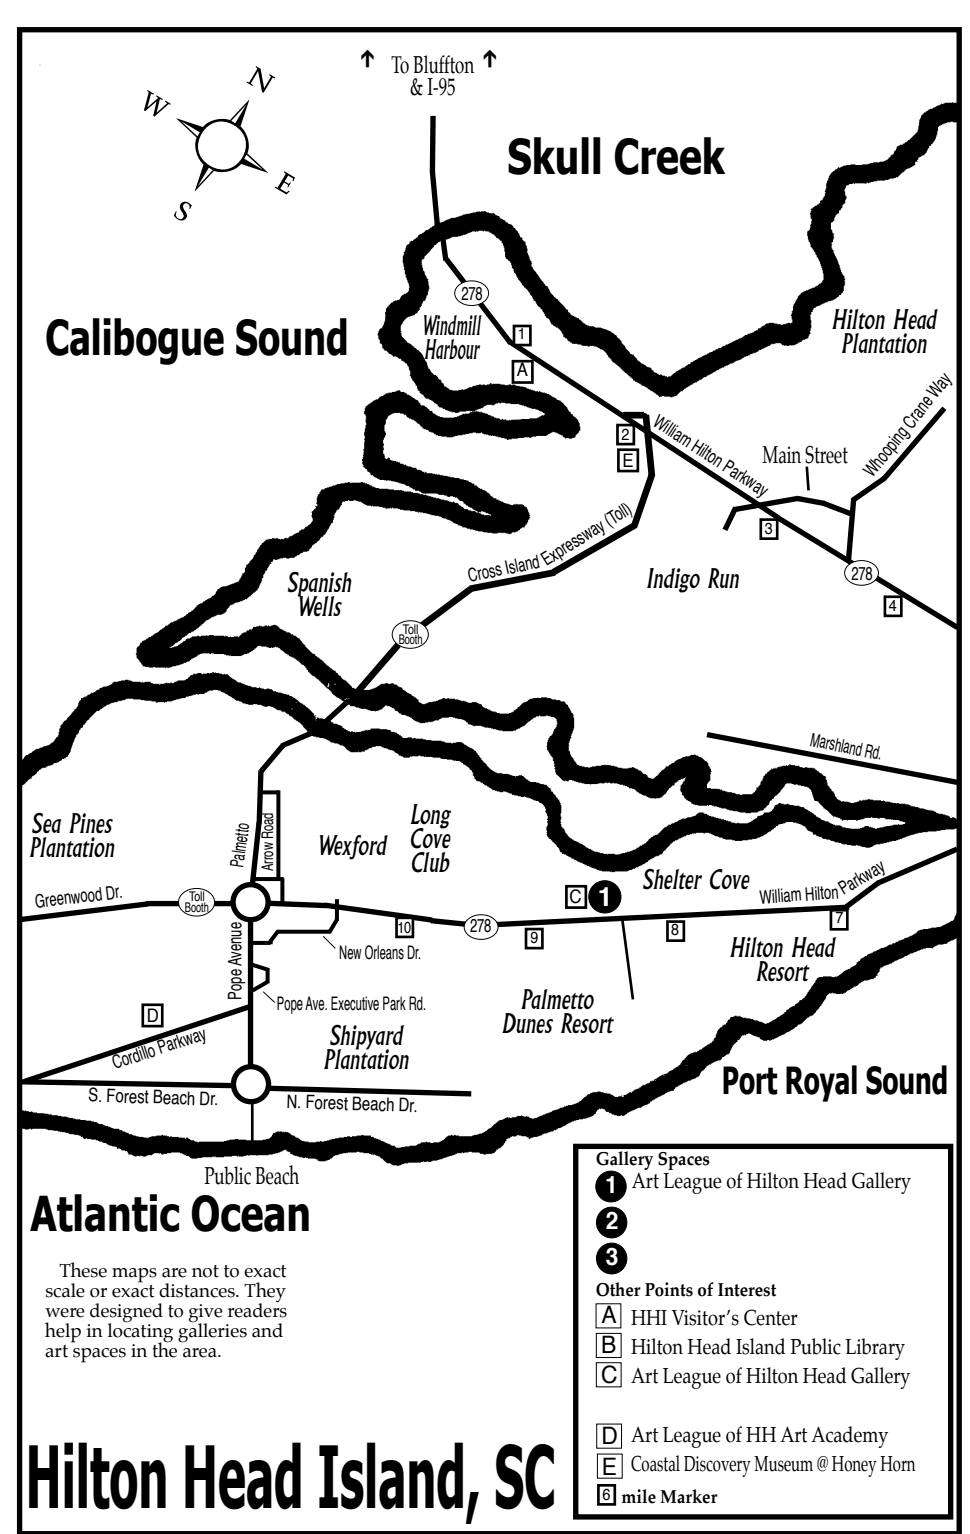 To Bluffton
& I-95
N
W
E
S
Skull Creek
278
Calibogue Sound
Windmill
Harbour
1
A
Hilton Head
Plantation
2
E
William Hilton Parkway
Main Street
Whooping Crane Way
3
Cross Island Expressway (Toll)
Spanish
Wells
Indigo Run
278
4
Toll
Booth
Marshland Rd.
Sea Pines
Plantation
Palmetto
Arrow Road
Wexford
Long
Cove
Club
Shelter Cove
William Hilton Parkway
Greenwood Dr.
Toll
Booth
C
1
10
278
9
8
7
New Orleans Dr.
Pope Avenue
Hilton Head
Resort
Pope Ave. Executive Park Rd.
Palmetto
Dunes Resort
D
Cordillo Parkway
Shipyard
Plantation
Port Royal Sound
S. Forest Beach Dr.
N. Forest Beach Dr.
Public Beach
Atlantic Ocean
These maps are not to exact
scale or exact distances. They
were designed to give readers
help in locating galleries and
art spaces in the area.
Hilton Head Island, SC
Gallery Spaces
1 Art League of Hilton Head Gallery
2
3
Other Points of Interest
A HHI Visitor's Center
B Hilton Head Island Public Library
C Art League of Hilton Head Gallery
D Art League of HH Art Academy
E Coastal Discovery Museum @ Honey Horn
6 mile Marker